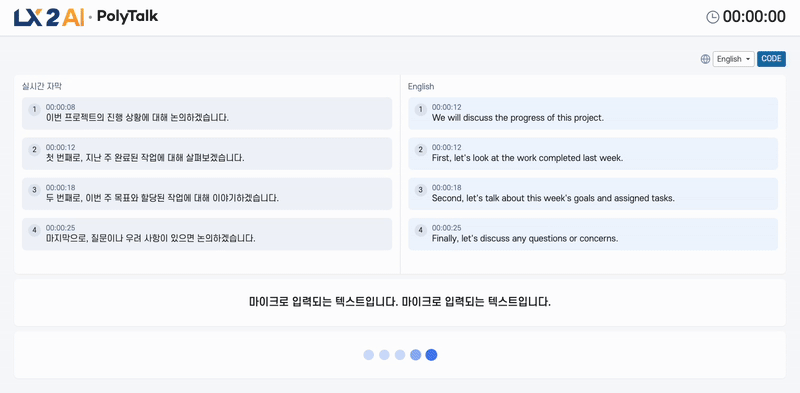 LX2AI · PolyTalk
00:00:00
English
CODE
실시간 자막
1
00:00:08
이번 프로젝트의 진행 상황에 대해 논의하겠습니다.
2
00:00:12
첫 번째로, 지난 주 완료된 작업에 대해 살펴보겠습니다.
3
00:00:18
두 번째로, 이번 주 목표와 할당된 작업에 대해 이야기하겠습니다.
4
00:00:25
마지막으로, 질문이나 우려 사항이 있으면 논의하겠습니다.
English
1
00:00:12
We will discuss the progress of this project.
2
00:00:12
First, let's look at the work completed last week.
3
00:00:18
Second, let's talk about this week's goals and assigned tasks.
4
00:00:25
Finally, let's discuss any questions or concerns.
마이크로 입력되는 텍스트입니다. 마이크로 입력되는 텍스트입니다.